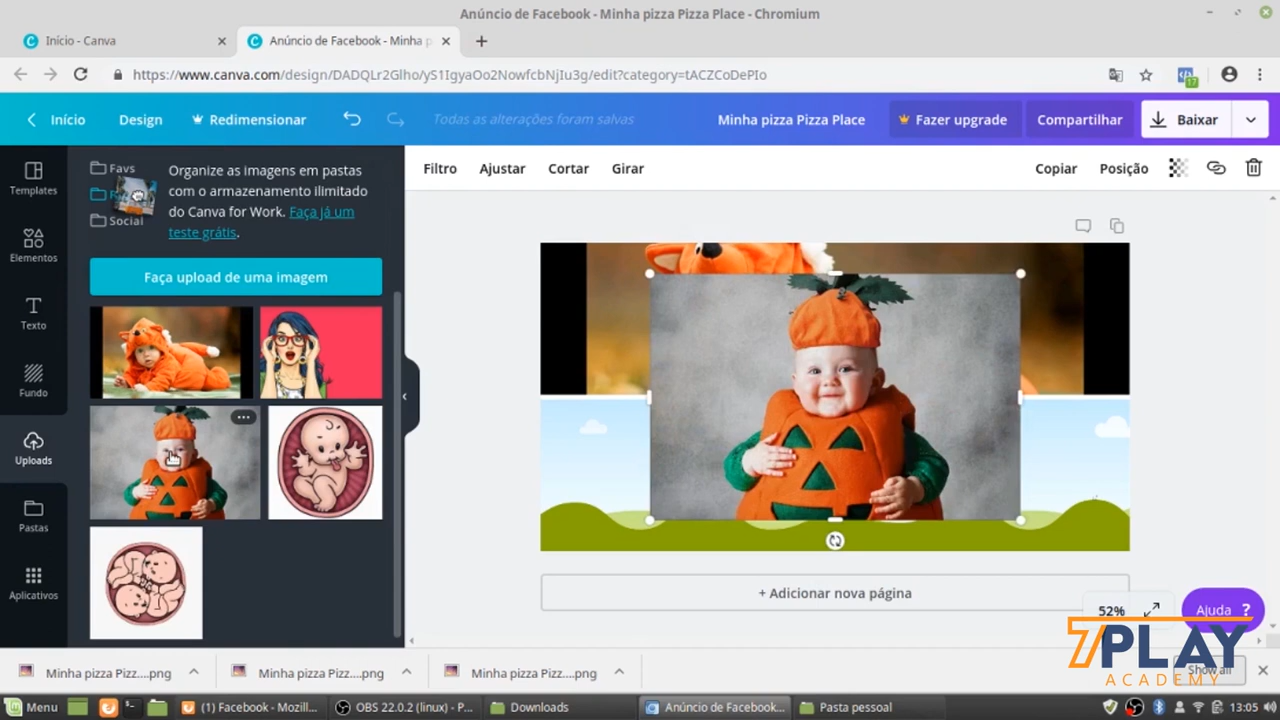 Anúncio de Facebook - Minha pizza Pizza Place - Chromium
Início - Canva
Anúncio de Facebook - Minha p
https://www.canva.com/design/DADQLr2Glho/yS1IgyaOo2NowfcbNjIu3g/edit?category=tACZCoDePIo
17
Início
Design
Redimensionar
Todas as alterações foram salvas
Minha pizza Pizza Place
Fazer upgrade
Compartilhar
Baixar
Templates
Elementos
Texto
Fundo
Uploads
Pastas
Aplicativos
Favs
Social
Organize as imagens em pastas
com o armazenamento ilimitado
do Canva for Work. Faça já um
teste grátis.
Faça upload de uma imagem
Filtro
Ajustar
Cortar
Girar
Copiar
Posição
+ Adicionar nova página
52%
Ajuda ?
7PLAY
ACADEMY
Minha pizza Pizz....png
Minha pizza Pizz....png
Minha pizza Pizz....png
Show all
Menu
(1) Facebook - Mozill...
OBS 22.0.2 (linux) - P...
Downloads
Anúncio de Facebook...
Pasta pessoal
13:05